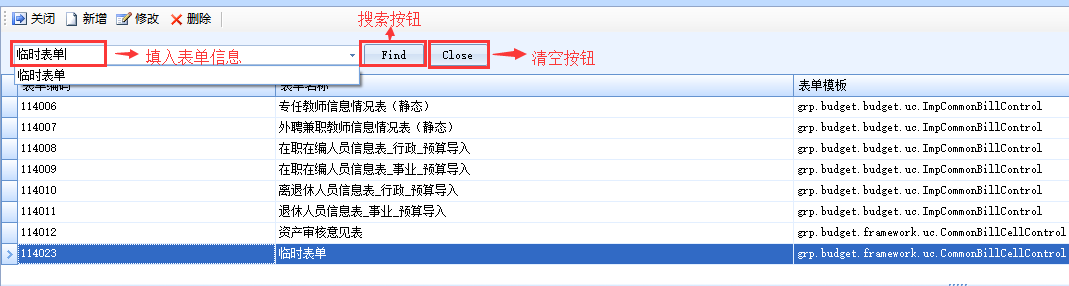 关闭 新增 修改 删除
搜索按钮
临时表单 填入表单信息 Find Close 清空按钮
临时表单
表单编码 表单名称 表单模板
114006 专任教师信息情况表（静态） grp.budget.budget.uc.ImpCommonBillControl
114007 外聘兼职教师信息情况表（静态） grp.budget.budget.uc.ImpCommonBillControl
114008 在职在编人员信息表_行政_预算导入 grp.budget.budget.uc.ImpCommonBillControl
114009 在职在编人员信息表_事业_预算导入 grp.budget.budget.uc.ImpCommonBillControl
114010 离退休人员信息表_行政_预算导入 grp.budget.budget.uc.ImpCommonBillControl
114011 退休人员信息表_事业_预算导入 grp.budget.budget.uc.ImpCommonBillControl
114012 资产审核意见表 grp.budget.framework.uc.CommonBillCellControl
114023 临时表单 grp.budget.framework.uc.CommonBillCellControl